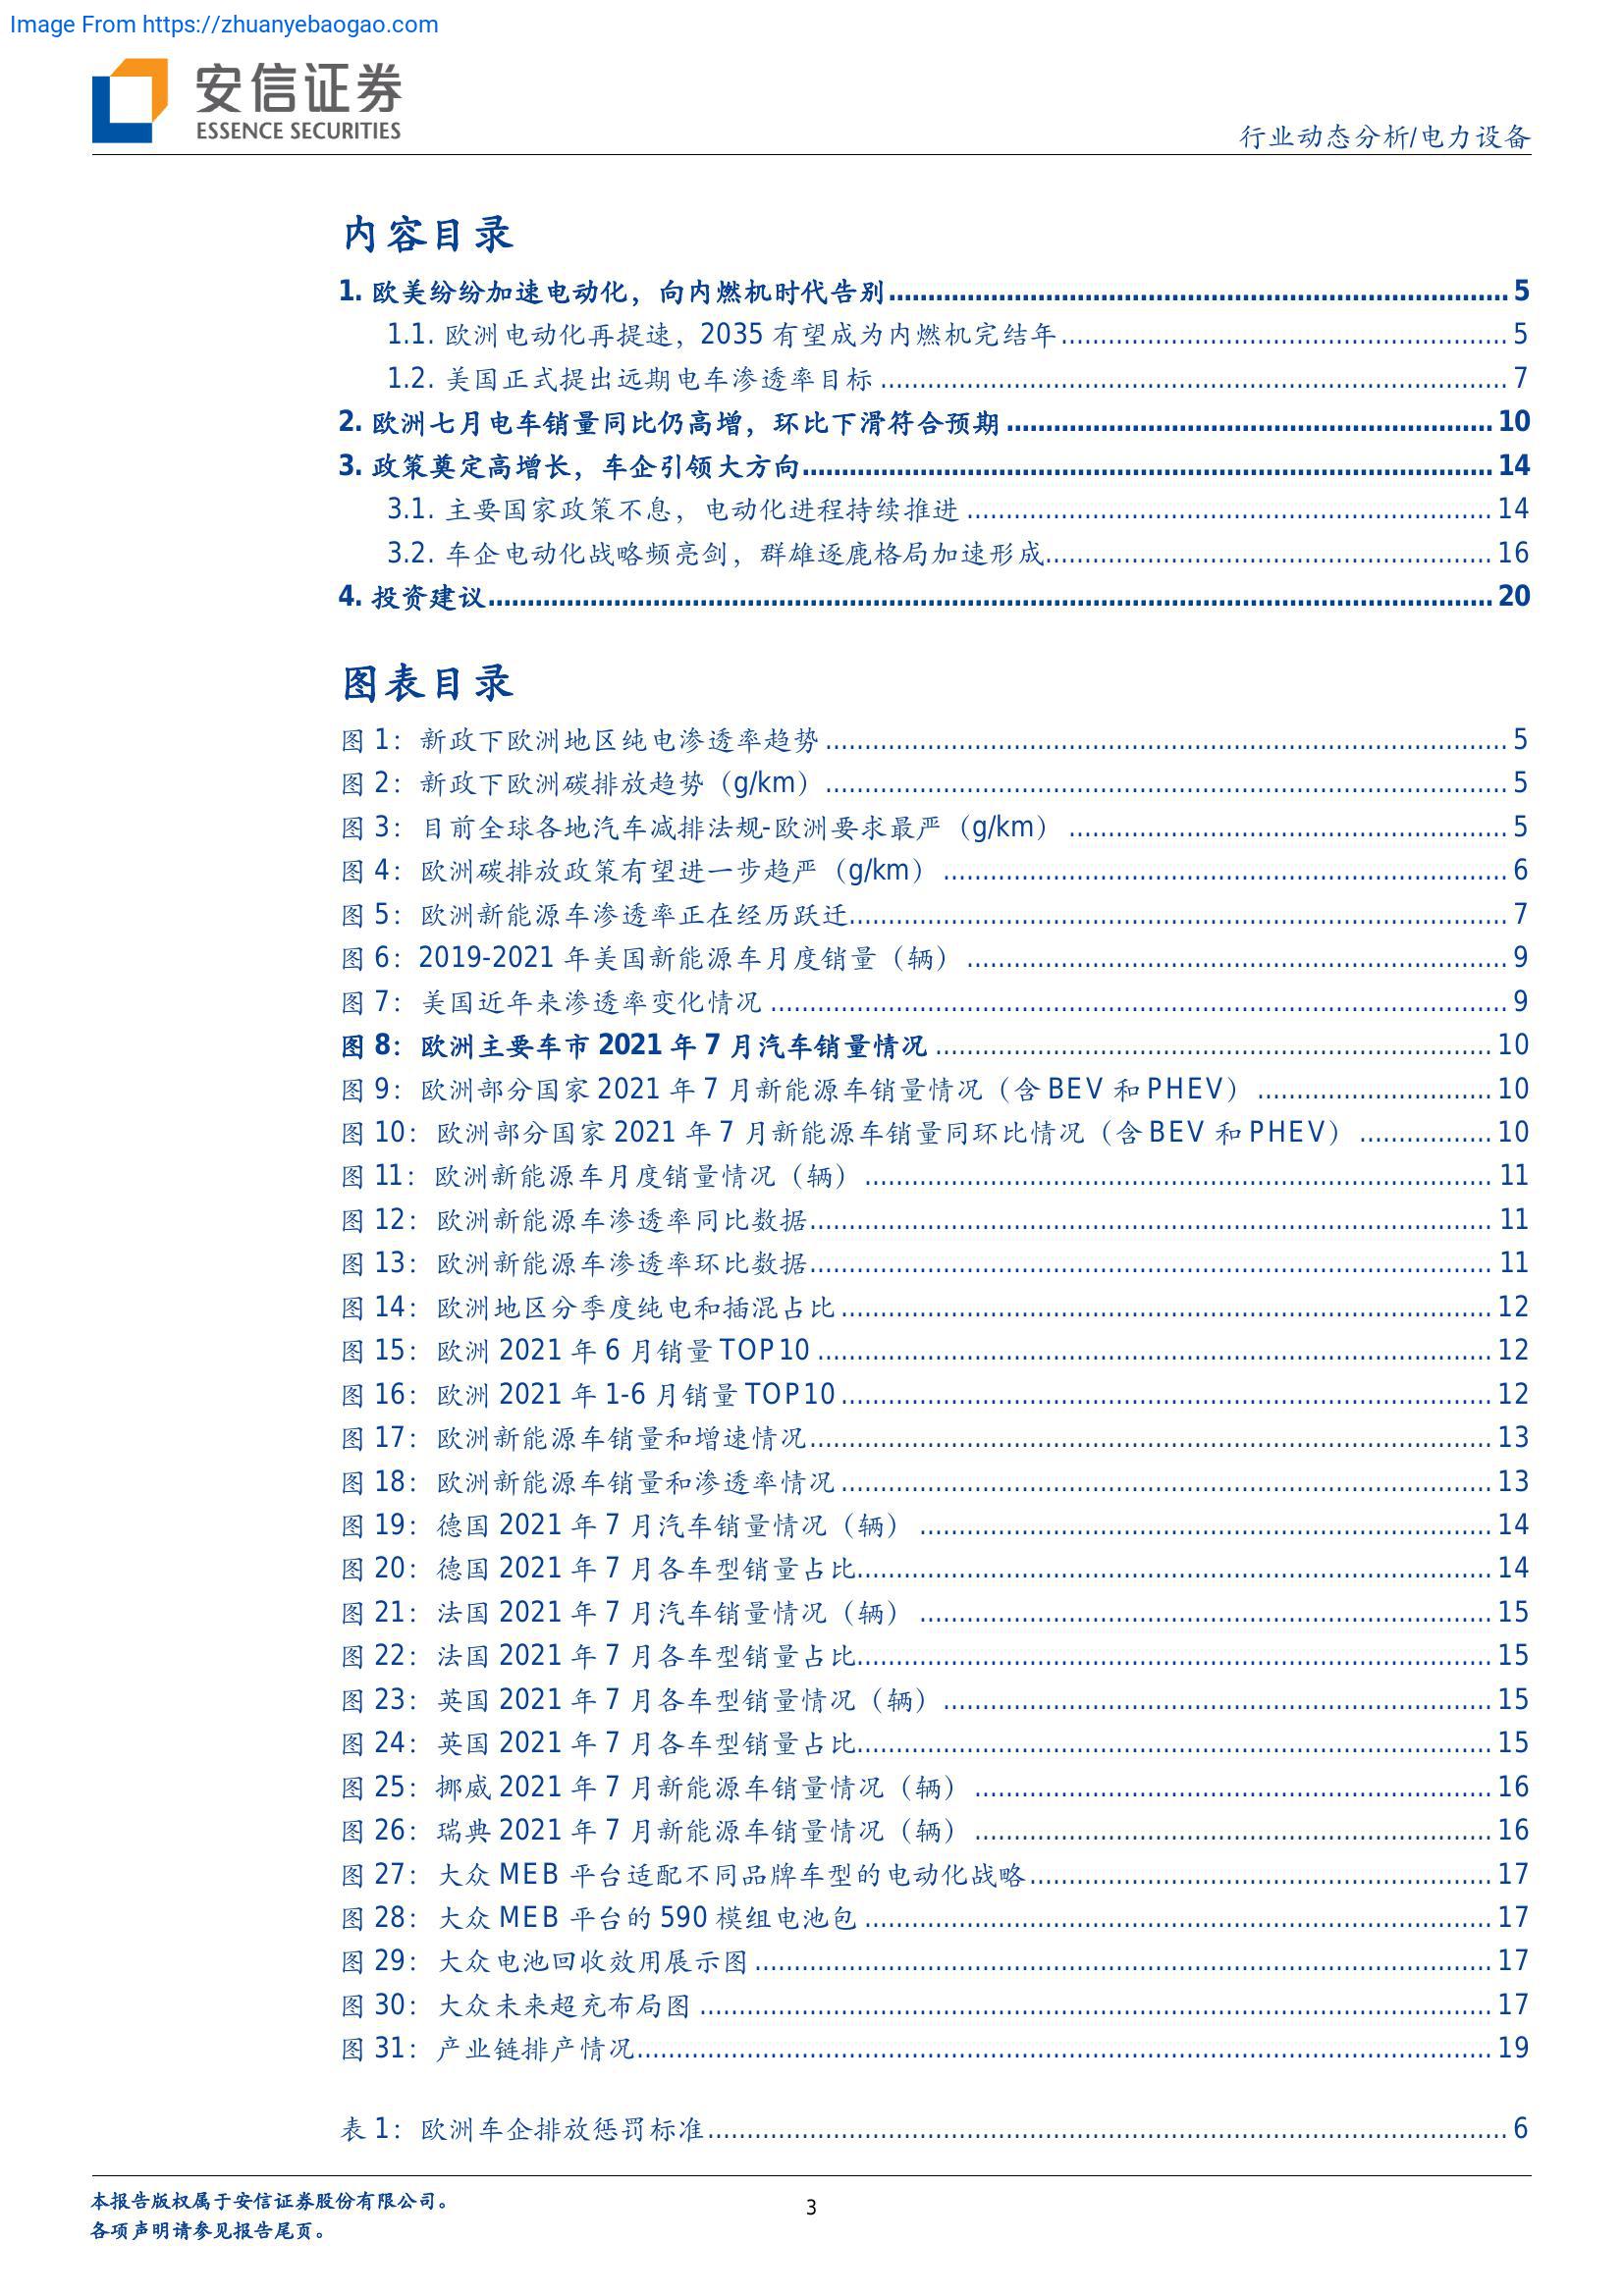 Image From https://zhuanyebaogao.com
安信证券
ESSENCE SECURITIES
行业动态分析/电力设备
内容目录
1. 欧美纷纷加速电动化，向内燃机时代告别 5
1.1. 欧洲电动化再提速，2035 有望成为内燃机完结年 5
1.2. 美国正式提出远期电车渗透率目标 7
2. 欧洲七月电车销量同比仍高增，环比下滑符合预期 10
3. 政策奠定高增长，车企引领大方向 14
3.1. 主要国家政策不息，电动化进程持续推进 14
3.2. 车企电动化战略频亮剑，群雄逐鹿格局加速形成 16
4. 投资建议 20
图表目录
图 1：新政下欧洲地区纯电渗透率趋势 5
图 2：新政下欧洲碳排放趋势（g/km） 5
图 3：目前全球各地汽车减排法规-欧洲要求最严（g/km） 5
图 4：欧洲碳排放政策有望进一步趋严（g/km） 6
图 5：欧洲新能源车渗透率正在经历跃迁 7
图 6：2019-2021 年美国新能源车月度销量（辆） 9
图 7：美国近年来渗透率变化情况 9
图 8：欧洲主要车市 2021 年 7 月汽车销量情况 10
图 9：欧洲部分国家 2021 年 7 月新能源车销量情况（含 BEV 和 PHEV） 10
图 10：欧洲部分国家 2021 年 7 月新能源车销量同环比情况（含 BEV 和 PHEV） 10
图 11：欧洲新能源车月度销量情况（辆） 11
图 12：欧洲新能源车渗透率同比数据 11
图 13：欧洲新能源车渗透率环比数据 11
图 14：欧洲地区分季度纯电和插混占比 12
图 15：欧洲 2021 年 6 月销量 TOP10 12
图 16：欧洲 2021 年 1-6 月销量 TOP10 12
图 17：欧洲新能源车销量和增速情况 13
图 18：欧洲新能源车销量和渗透率情况 13
图 19：德国 2021 年 7 月汽车销量情况（辆） 14
图 20：德国 2021 年 7 月各车型销量占比 14
图 21：法国 2021 年 7 月汽车销量情况（辆） 15
图 22：法国 2021 年 7 月各车型销量占比 15
图 23：英国 2021 年 7 月各车型销量情况（辆） 15
图 24：英国 2021 年 7 月各车型销量占比 15
图 25：挪威 2021 年 7 月新能源车销量情况（辆） 16
图 26：瑞典 2021 年 7 月新能源车销量情况（辆） 16
图 27：大众 MEB 平台适配不同品牌车型的电动化战略 17
图 28：大众 MEB 平台的 590 模组电池包 17
图 29：大众电池回收效用展示图 17
图 30：大众未来超充布局图 17
图 31：产业链排产情况 19
表 1：欧洲车企排放惩罚标准 6
本报告版权属于安信证券股份有限公司。
3
各项声明请参见报告尾页。